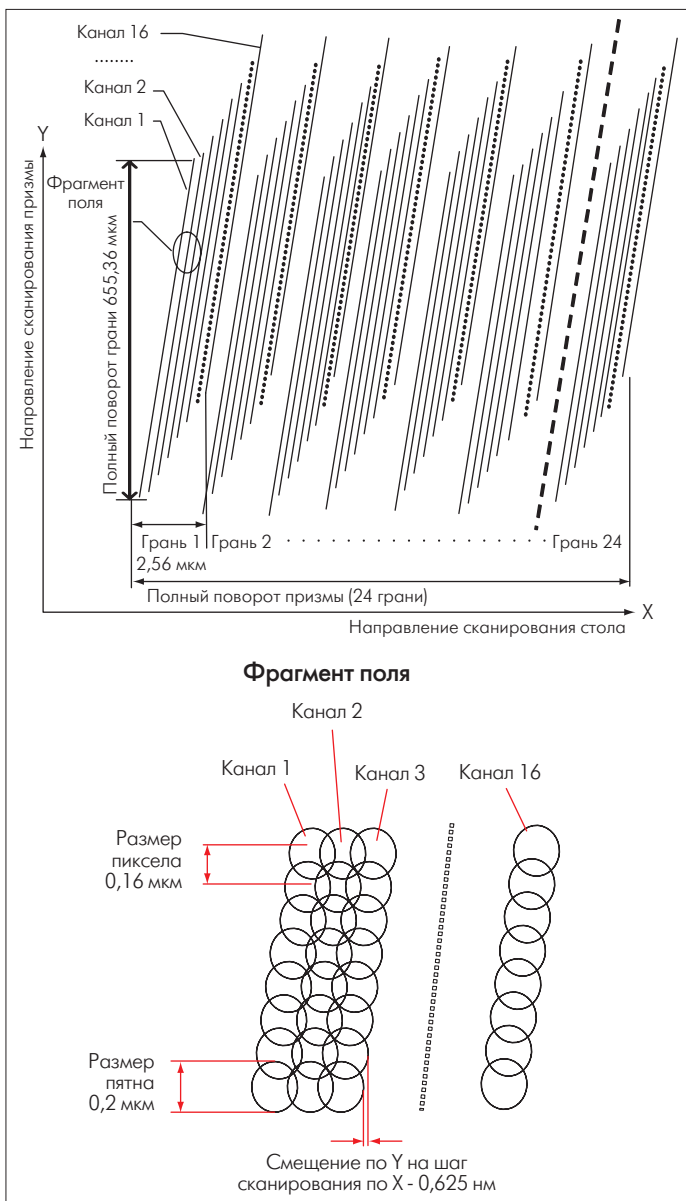 Канал 16
........
Канал 2
Канал 1
Y
Фрагмент
поля
Направление сканирования призмы
Полный поворот грани 655,36 мкм
Грань 1
Грань 2 . . . . . . . . . . . . . . . . . Грань 24
2,56 мкм
Полный поворот призмы (24 грани)
X
Направление сканирования стола
Фрагмент поля
Канал 2
Канал 1
Канал 3
Канал 16
Размер
пиксела
0,16 мкм
Размер
пятна
0,2 мкм
Смещение по Y на шаг
сканирования по X - 0,625 нм